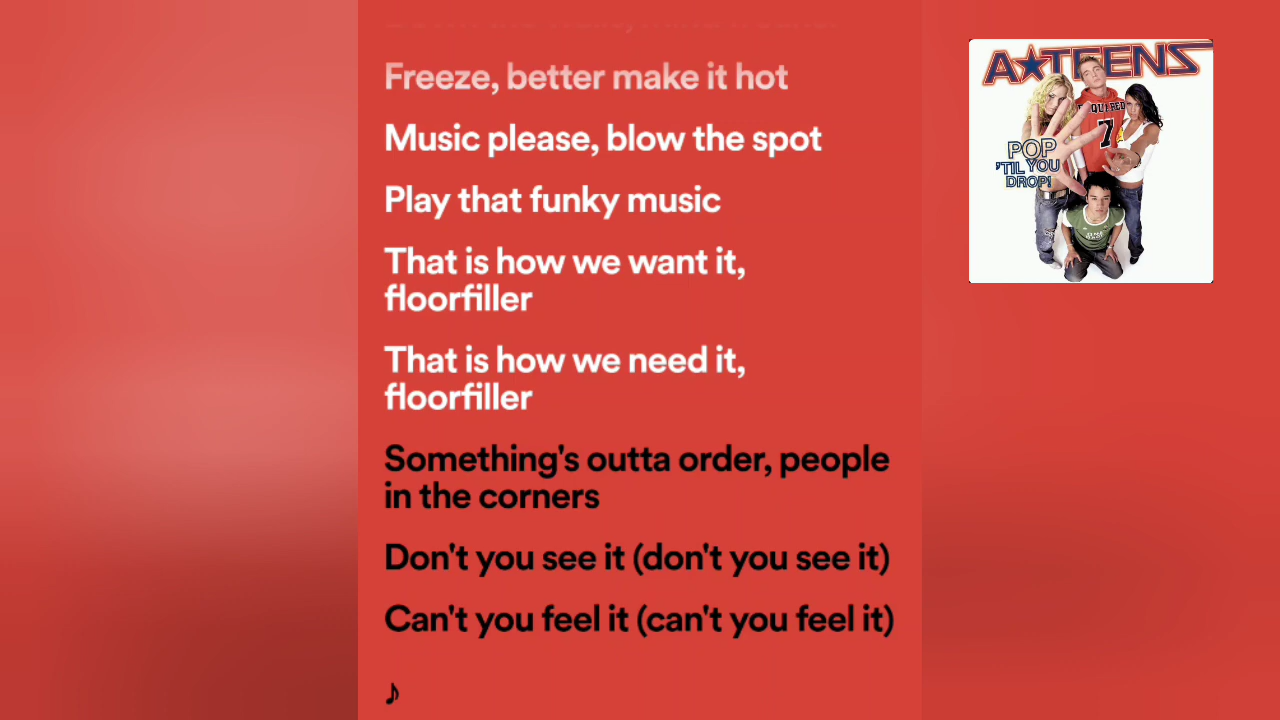 Freeze, better make it hot
Music please, blow the spot
Play that funky music
That is how we want it,
floorfiller
That is how we need it,
floorfiller
Something's outta order, people
in the corners
Don't you see it (don't you see it)
Can't you feel it (can't you feel it)
♪
A★TEENS
POP
'TIL YOU
DROP!
7